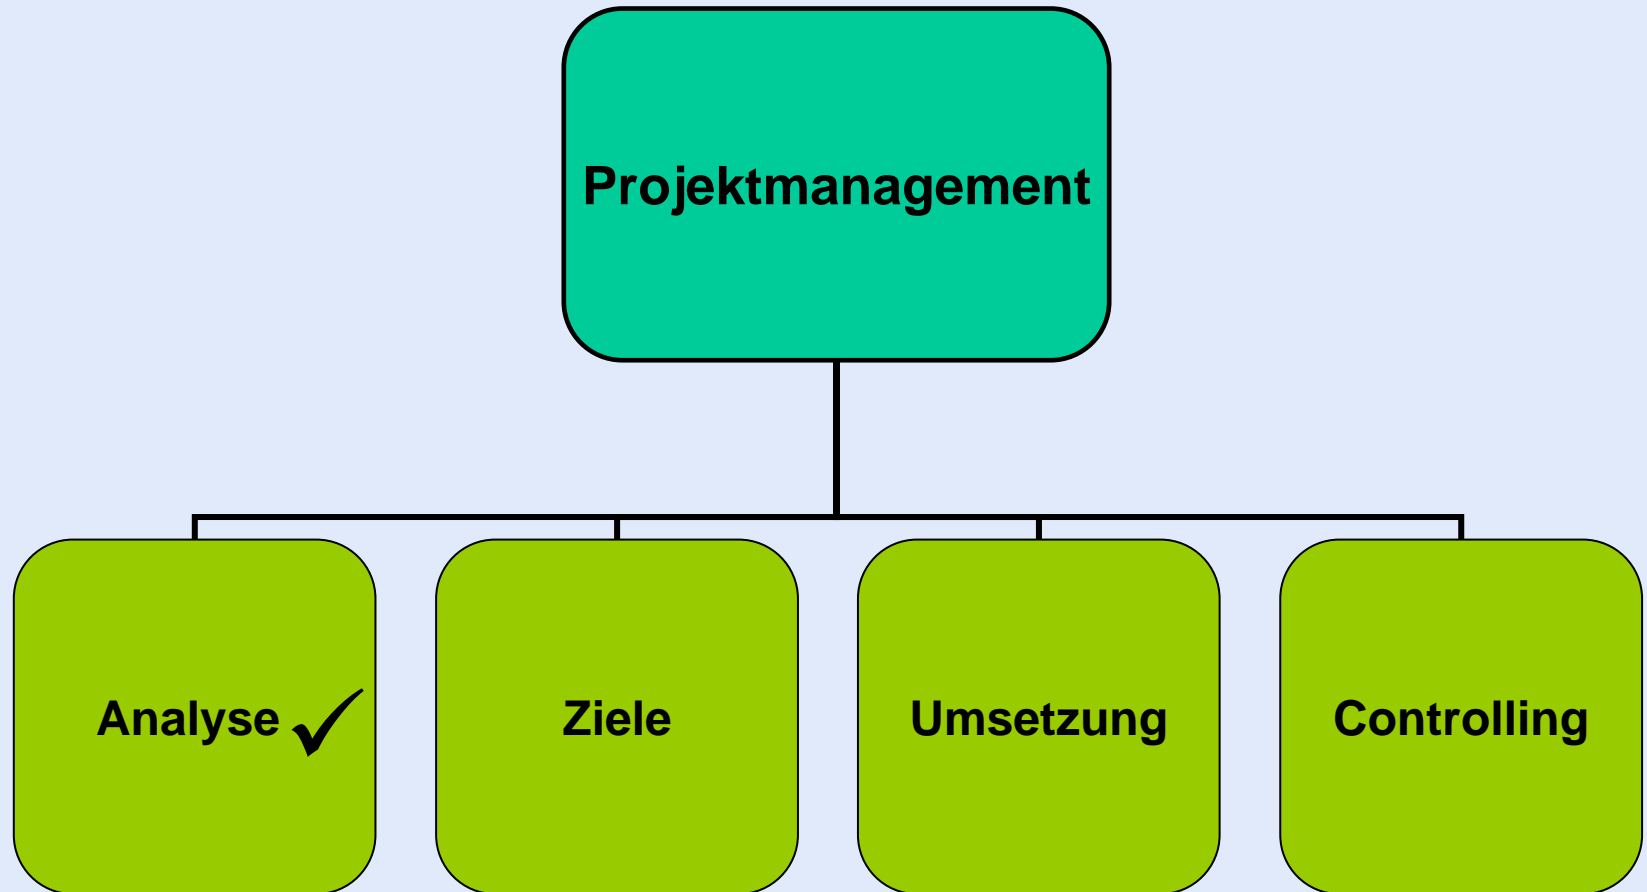 Projektmanagement
Analyse ✓
Ziele
Umsetzung
Controlling